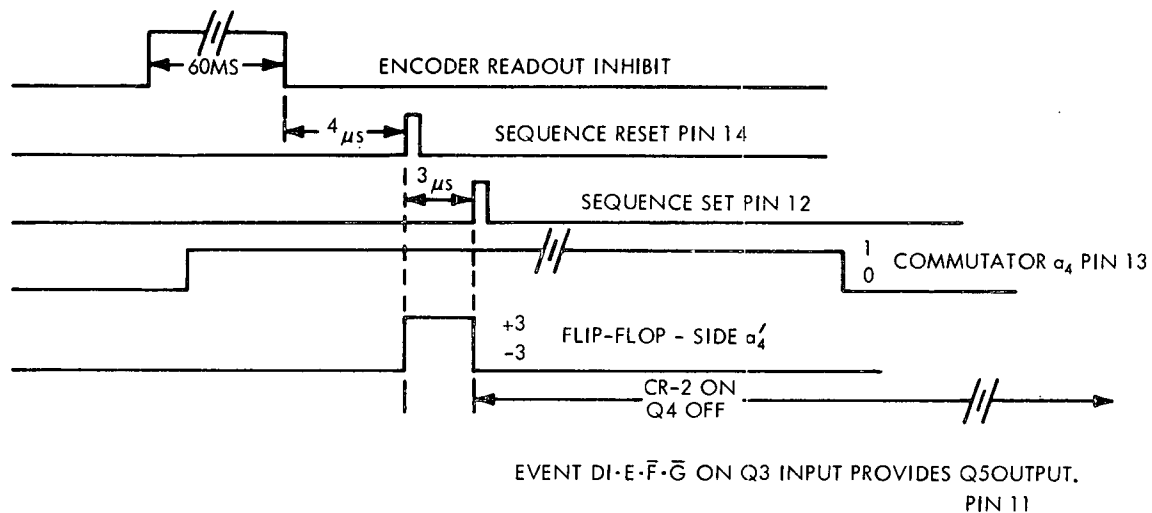 60MS
ENCODER READOUT INHIBIT
4 μs
SEQUENCE RESET PIN 14
3 μs
SEQUENCE SET PIN 12
1
0
COMMUTATOR a₄ PIN 13
+3
-3
FLIP-FLOP - SIDE a₄′
CR-2 ON
Q4 OFF
EVENT DI·E·F̅·G̅ ON Q3 INPUT PROVIDES Q5OUTPUT.
PIN 11